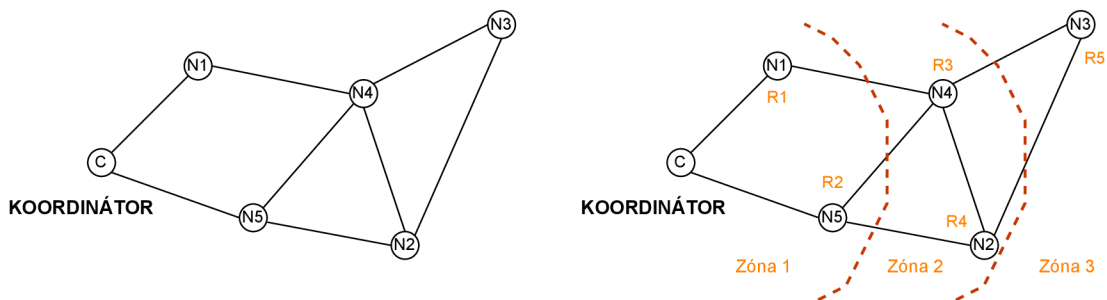 N3
N1
N4
C
KOORDINÁTOR
N5
N2
N3
R5
N1
R3
R1
N4
C
R2
KOORDINÁTOR
N5
R4
N2
Zóna 1
Zóna 2
Zóna 3